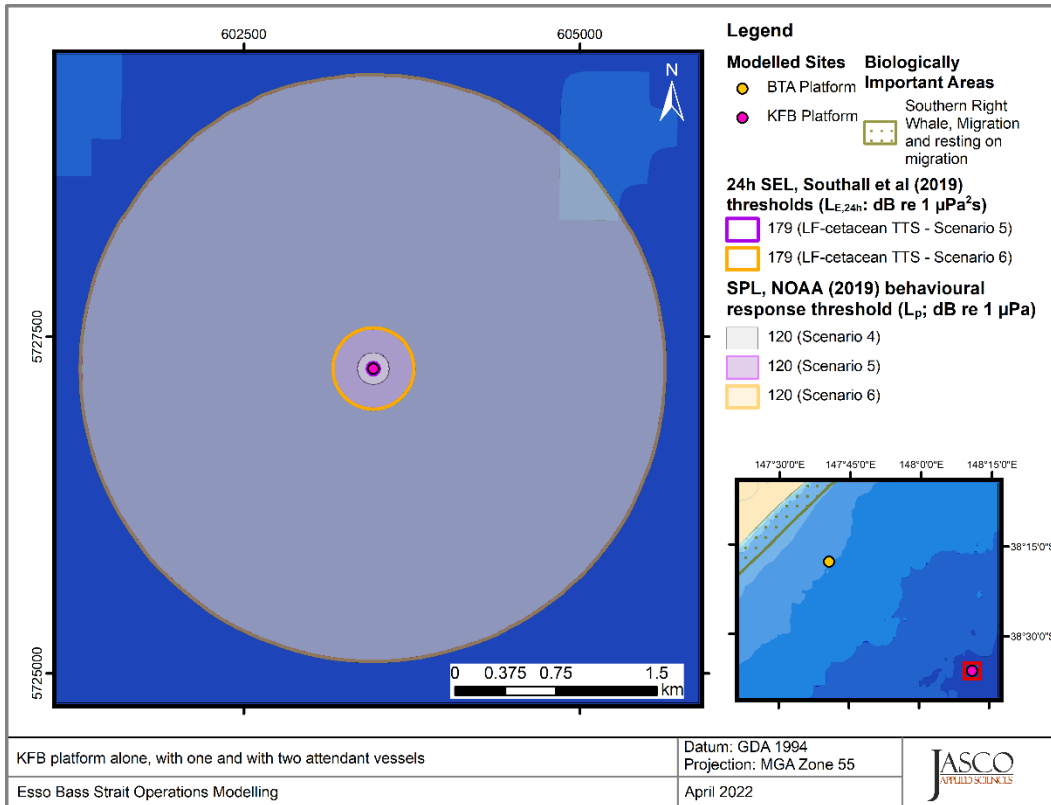 602500
605000
5727500
5725000
N
0 0.375 0.75 1.5
km
Legend
Modelled Sites
BTA Platform
KFB Platform
Biologically
Important Areas
Southern Right
Whale, Migration
and resting on
migration
24h SEL, Southall et al (2019)
thresholds (LE,24h: dB re 1 µPa²s)
179 (LF-cetacean TTS - Scenario 5)
179 (LF-cetacean TTS - Scenario 6)
SPL, NOAA (2019) behavioural
response threshold (Lp; dB re 1 µPa)
120 (Scenario 4)
120 (Scenario 5)
120 (Scenario 6)
147°30'0"E 147°45'0"E 148°0'0"E 148°15'0"E
38°15'0"S
38°30'0"S
KFB platform alone, with one and with two attendant vessels
Esso Bass Strait Operations Modelling
Datum: GDA 1994
Projection: MGA Zone 55
April 2022
JASCO
APPLIED SCIENCES